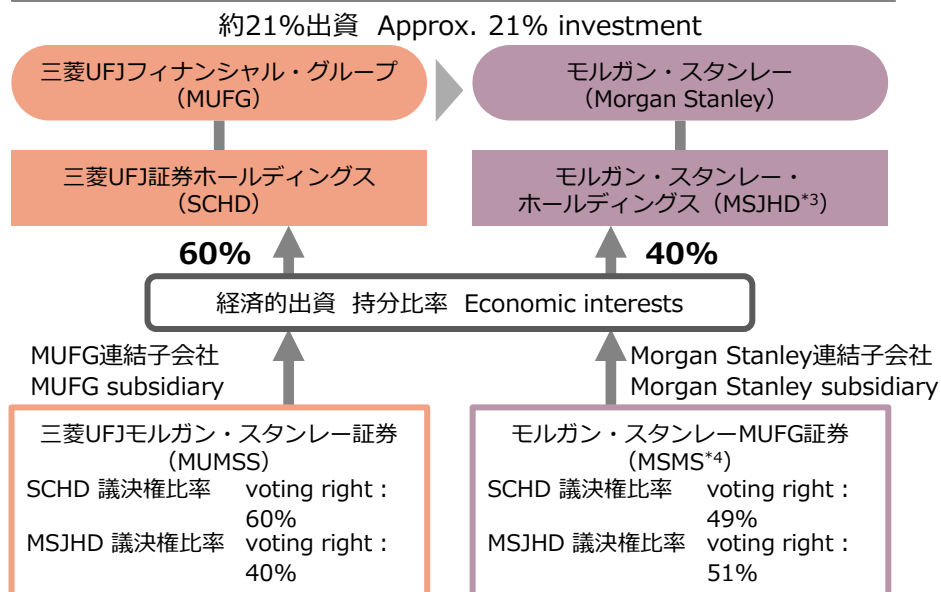 約21%出資 Approx. 21% investment
三菱UFJフィナンシャル・グループ
（MUFG）
モルガン・スタンレー
（Morgan Stanley）
三菱UFJ証券ホールディングス
（SCHD）
モルガン・スタンレー・
ホールディングス（MSJHD*3）
60%
40%
経済的出資 持分比率 Economic interests
MUFG連結子会社
MUFG subsidiary
Morgan Stanley連結子会社
Morgan Stanley subsidiary
三菱UFJモルガン・スタンレー証券
（MUMSS）
SCHD 議決権比率 voting right :
60%
MSJHD 議決権比率 voting right :
40%
モルガン・スタンレーMUFG証券
（MSMS*4）
SCHD 議決権比率 voting right :
49%
MSJHD 議決権比率 voting right :
51%